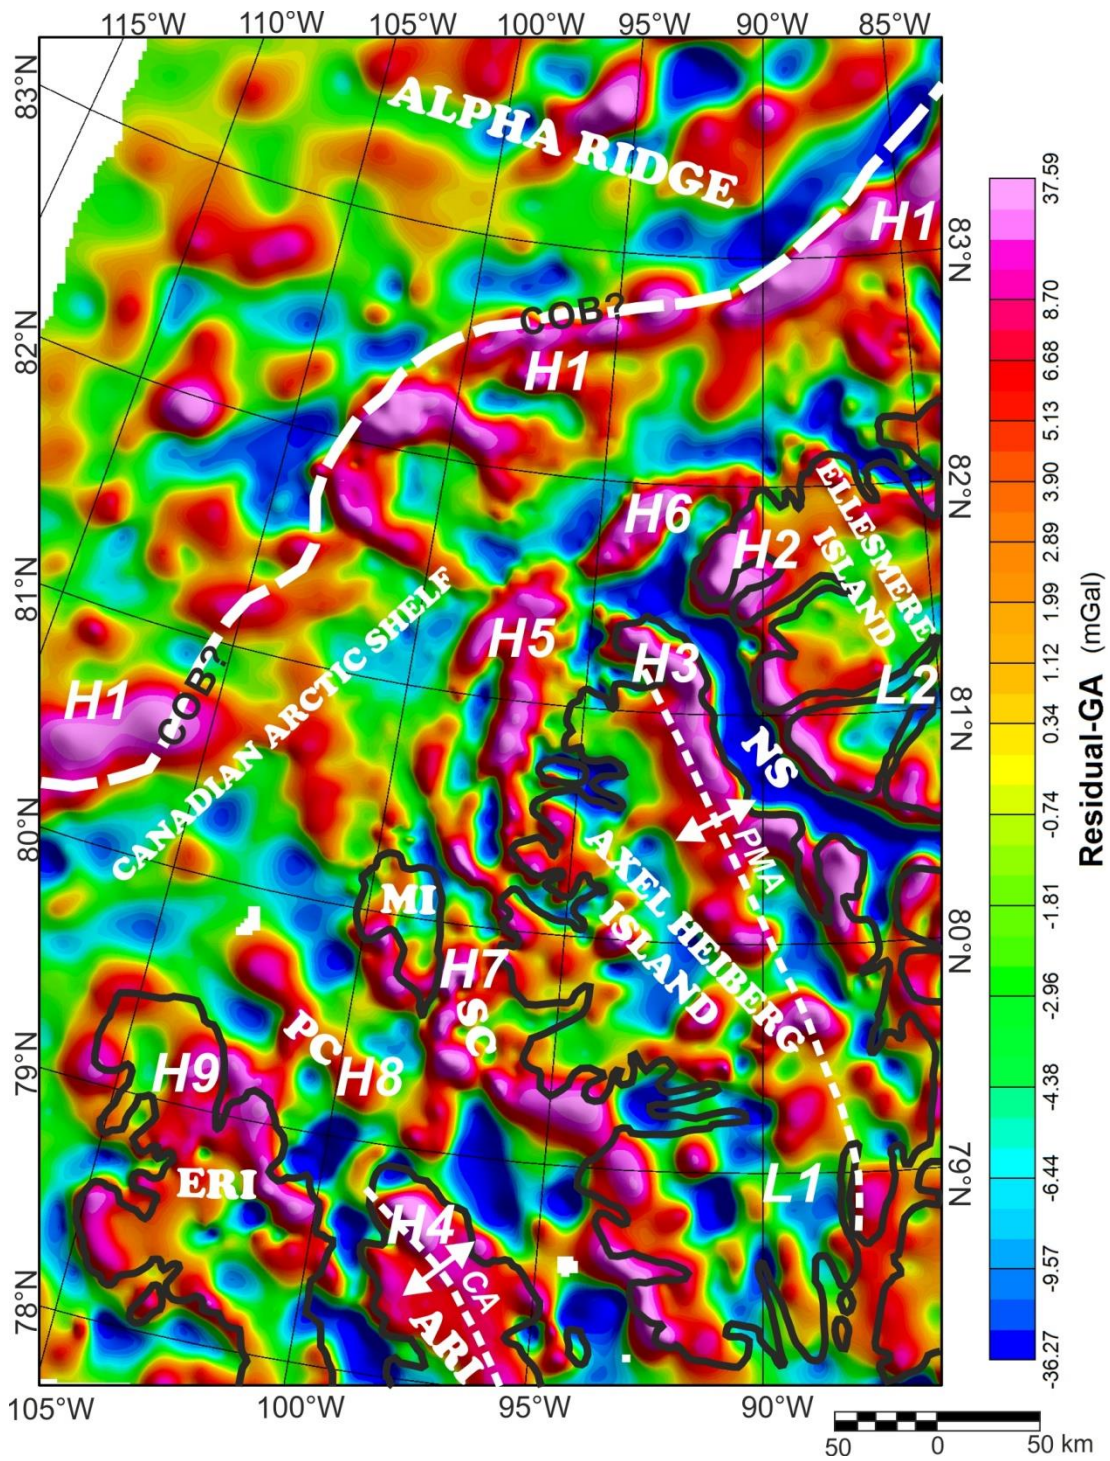 115°W 110°W 105°W 100°W 95°W 90°W 85°W
83°N
82°N
81°N
80°N
79°N
78°N
ALPHA RIDGE
H1
COB?
H1
83°N
H6
H2
ELLESMERE
ISLAND
82°N
CANADIAN ARCTIC SHELF
H5
H3
L2
H1
COB?
NS
81°N
PMA
AXEL HEIBERG
ISLAND
MI
H7
SC
80°N
PC
H8
H9
ERI
L1
79°N
H4
CA
ARI
105°W 100°W 95°W 90°W
37.59
8.70
6.68
5.13
3.90
2.89
1.99
1.12
0.34
-0.74
-1.81
-2.96
-4.38
-6.44
-9.57
-36.27
Residual-GA (mGal)
50 0 50 km